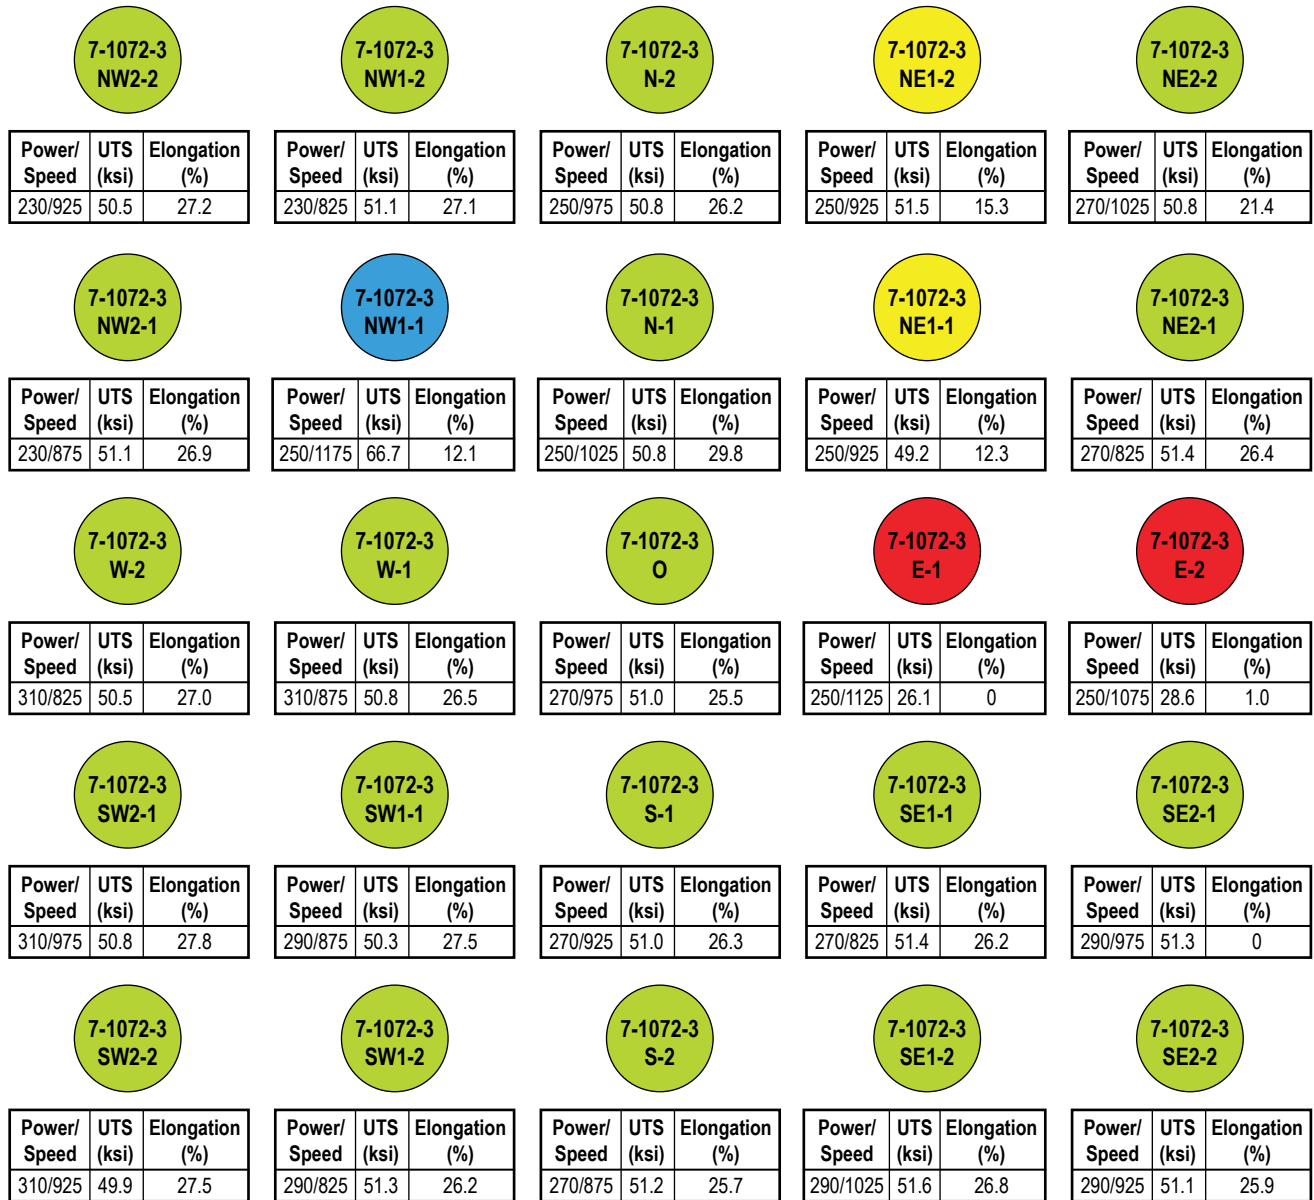 7-1072-3
NW2-2
7-1072-3
NW1-2
7-1072-3
N-2
7-1072-3
NE1-2
7-1072-3
NE2-2
Power/ UTS Elongation
Speed (ksi) (%)
230/925 50.5 27.2
Power/ UTS Elongation
Speed (ksi) (%)
230/825 51.1 27.1
Power/ UTS Elongation
Speed (ksi) (%)
250/975 50.8 26.2
Power/ UTS Elongation
Speed (ksi) (%)
250/925 51.5 15.3
Power/ UTS Elongation
Speed (ksi) (%)
270/1025 50.8 21.4
7-1072-3
NW2-1
7-1072-3
NW1-1
7-1072-3
N-1
7-1072-3
NE1-1
7-1072-3
NE2-1
Power/ UTS Elongation
Speed (ksi) (%)
230/875 51.1 26.9
Power/ UTS Elongation
Speed (ksi) (%)
250/1175 66.7 12.1
Power/ UTS Elongation
Speed (ksi) (%)
250/1025 50.8 29.8
Power/ UTS Elongation
Speed (ksi) (%)
250/925 49.2 12.3
Power/ UTS Elongation
Speed (ksi) (%)
270/825 51.4 26.4
7-1072-3
W-2
7-1072-3
W-1
7-1072-3
O
7-1072-3
E-1
7-1072-3
E-2
Power/ UTS Elongation
Speed (ksi) (%)
310/825 50.5 27.0
Power/ UTS Elongation
Speed (ksi) (%)
310/875 50.8 26.5
Power/ UTS Elongation
Speed (ksi) (%)
270/975 51.0 25.5
Power/ UTS Elongation
Speed (ksi) (%)
250/1125 26.1 0
Power/ UTS Elongation
Speed (ksi) (%)
250/1075 28.6 1.0
7-1072-3
SW2-1
7-1072-3
SW1-1
7-1072-3
S-1
7-1072-3
SE1-1
7-1072-3
SE2-1
Power/ UTS Elongation
Speed (ksi) (%)
310/975 50.8 27.8
Power/ UTS Elongation
Speed (ksi) (%)
290/875 50.3 27.5
Power/ UTS Elongation
Speed (ksi) (%)
270/925 51.0 26.3
Power/ UTS Elongation
Speed (ksi) (%)
270/825 51.4 26.2
Power/ UTS Elongation
Speed (ksi) (%)
290/975 51.3 0
7-1072-3
SW2-2
7-1072-3
SW1-2
7-1072-3
S-2
7-1072-3
SE1-2
7-1072-3
SE2-2
Power/ UTS Elongation
Speed (ksi) (%)
310/925 49.9 27.5
Power/ UTS Elongation
Speed (ksi) (%)
290/825 51.3 26.2
Power/ UTS Elongation
Speed (ksi) (%)
270/875 51.2 25.7
Power/ UTS Elongation
Speed (ksi) (%)
290/1025 51.6 26.8
Power/ UTS Elongation
Speed (ksi) (%)
290/925 51.1 25.9